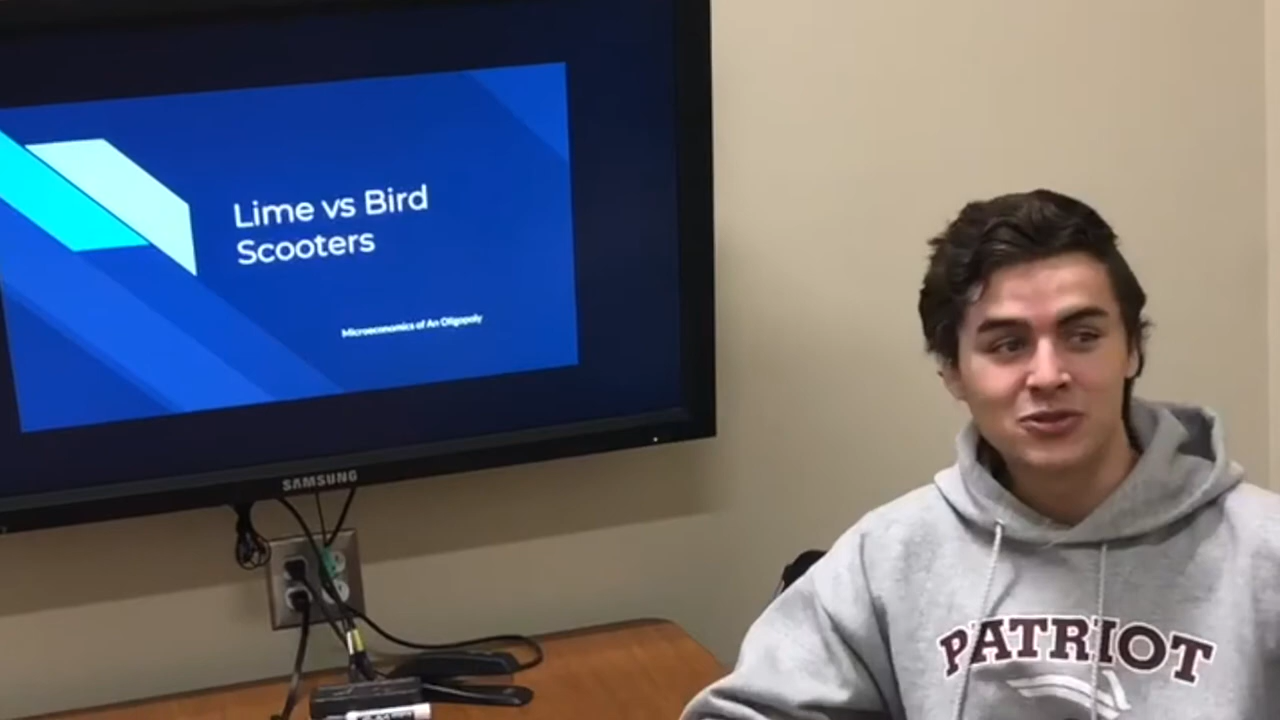 Lime vs Bird
Scooters
Microeconomics of An Oligopoly
SAMSUNG
PATRIOT